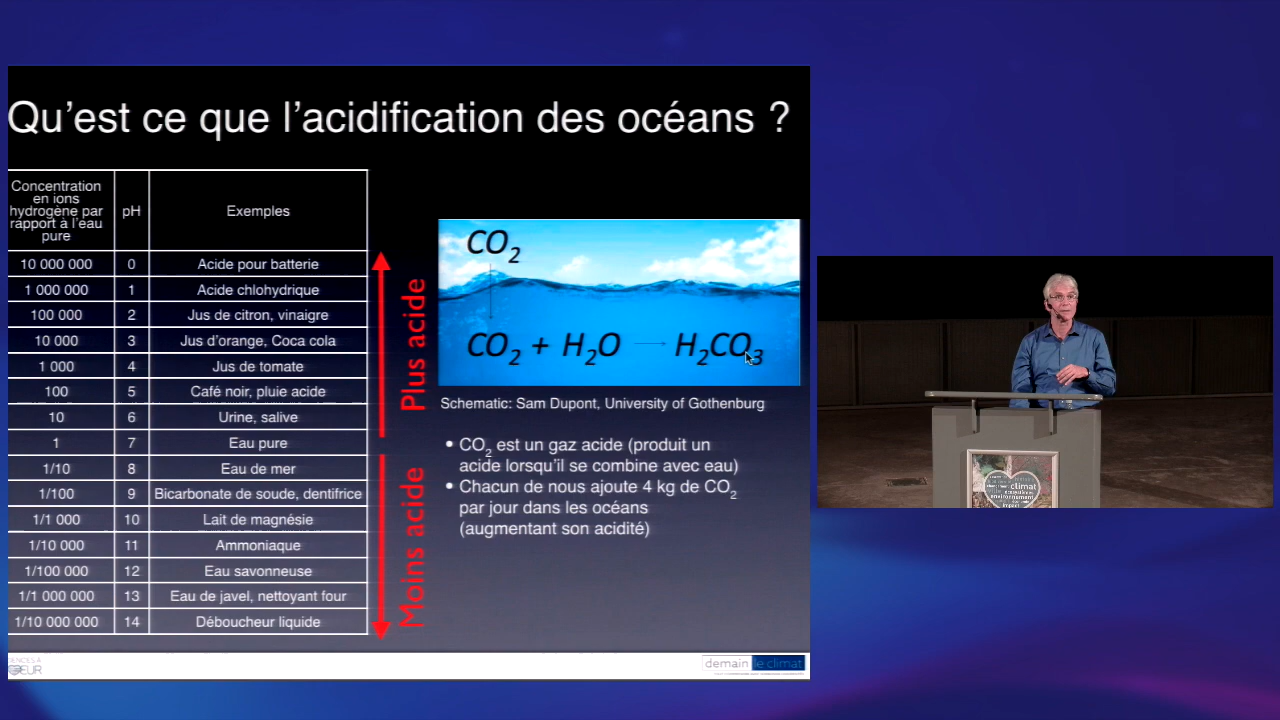 Qu'est ce que l'acidification des océans ?
Concentration
en ions
hydrogène par
rapport à l'eau
pure
pH
Exemples
10 000 000 0 Acide pour batterie
1 000 000 1 Acide chlohydrique
100 000 2 Jus de citron, vinaigre
10 000 3 Jus d'orange, Coca cola
1 000 4 Jus de tomate
100 5 Café noir, pluie acide
10 6 Urine, salive
1 7 Eau pure
1/10 8 Eau de mer
1/100 9 Bicarbonate de soude, dentifrice
1/1 000 10 Lait de magnésie
1/10 000 11 Ammoniaque
1/100 000 12 Eau savonneuse
1/1 000 000 13 Eau de javel, nettoyant four
1/10 000 000 14 Déboucheur liquide
Plus acide
Moins acide
CO2
CO2 + H2O → H2CO3
Schematic: Sam Dupont, University of Gothenburg
• CO2 est un gaz acide (produit un
acide lorsqu'il se combine avec eau)
• Chacun de nous ajoute 4 kg de CO2
par jour dans les océans
(augmentant son acidité)
demain le climat
climat
environnement
impact